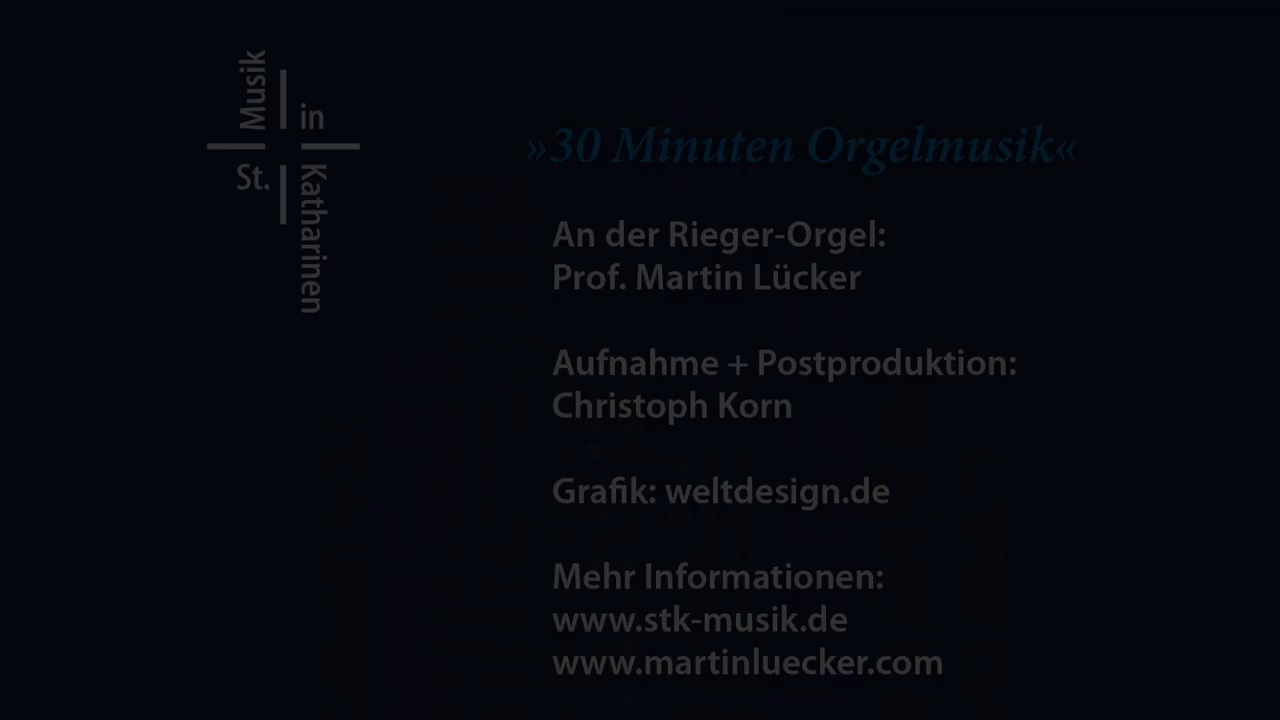 Musik
in
St.
Katharinen
»30 Minuten Orgelmusik«
An der Rieger-Orgel:
Prof. Martin Lücker
Aufnahme + Postproduktion:
Christoph Korn
Grafik: weltdesign.de
Mehr Informationen:
www.stk-musik.de
www.martinluecker.com